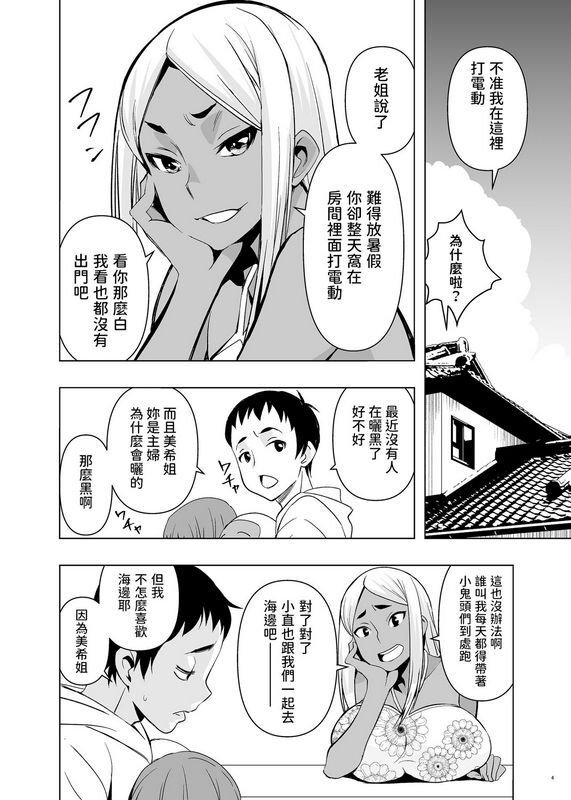 不准我在這裡
打電動
為什麼啦?
老姐說了
難得放暑假
你卻整天窩在
房間裡面打電動
看你那麼白
我看也都沒有
出門吧
最近沒有人
在曬黑了
好不好
而且美希姐
妳是主婦
為什麼會曬的
那麼黑啊
ワチャ
ワチャ
這也沒辦法啊
誰叫我每天都得帶著
小鬼頭們到處跑
對了對了
小直也跟我們一起去
海邊吧——
但我
不怎麼喜歡
海邊耶
因為美希姐
4